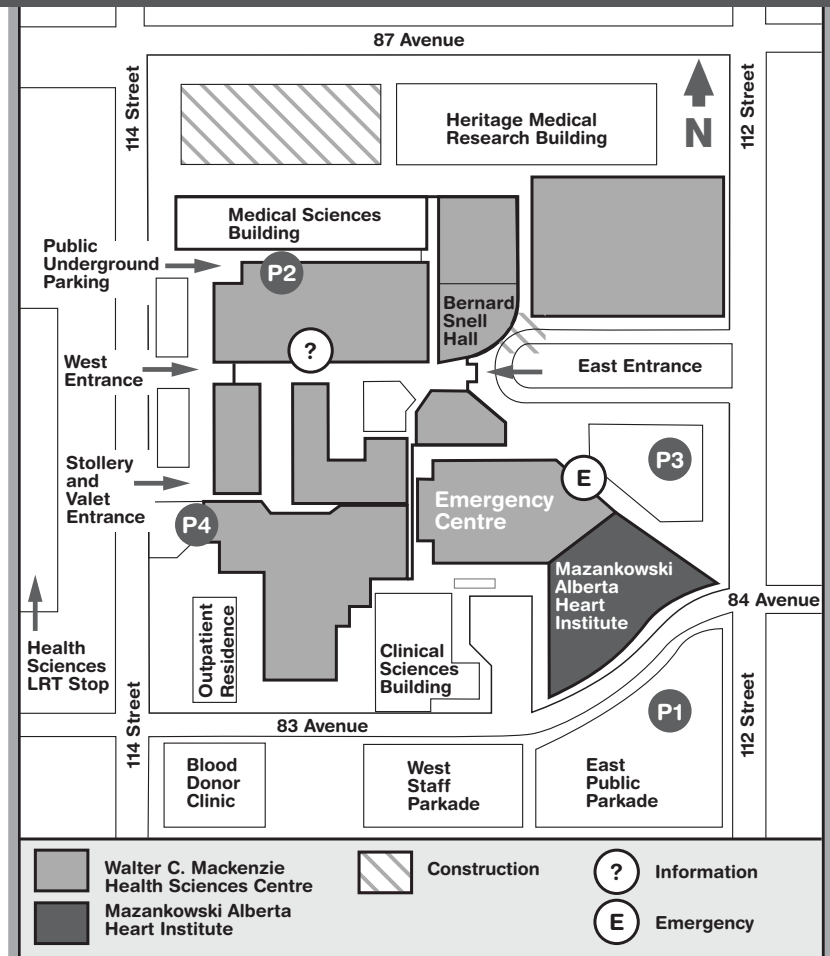 87 Avenue
114 Street
112 Street
N
Heritage Medical
Research Building
Medical Sciences
Building
Public
Underground
Parking
P2
Bernard
Snell
Hall
?
West
Entrance
East Entrance
Stollery
and
Valet
Entrance
P3
E
Emergency
Centre
P4
Mazankowski
Alberta
Heart
Institute
84 Avenue
Health
Sciences
LRT Stop
Outpatient
Residence
Clinical
Sciences
Building
P1
114 Street
112 Street
83 Avenue
Blood
Donor
Clinic
West
Staff
Parkade
East
Public
Parkade
Walter C. Mackenzie
Health Sciences Centre
Mazankowski Alberta
Heart Institute
Construction
? Information
E Emergency